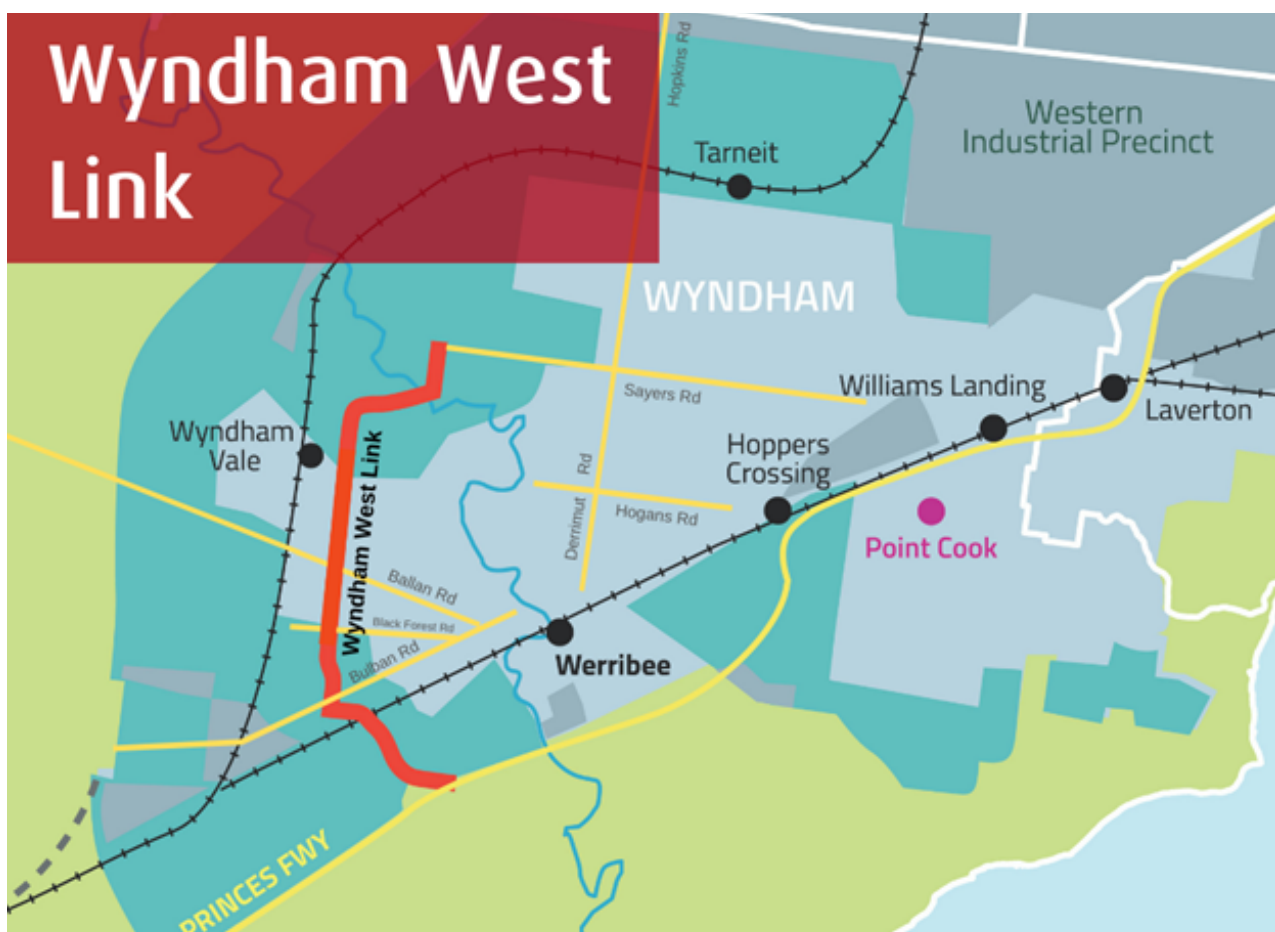 Wyndham West
Link
Hopkins Rd
Western
Industrial Precinct
Tarneit
WYNDHAM
Williams Landing
Laverton
Sayers Rd
Wyndham
Vale
Hoppers
Crossing
Wyndham West Link
Derrimut Rd
Hogans Rd
Point Cook
Ballan Rd
Black Forest Rd
Bulban Rd
Werribee
PRINCES FWY